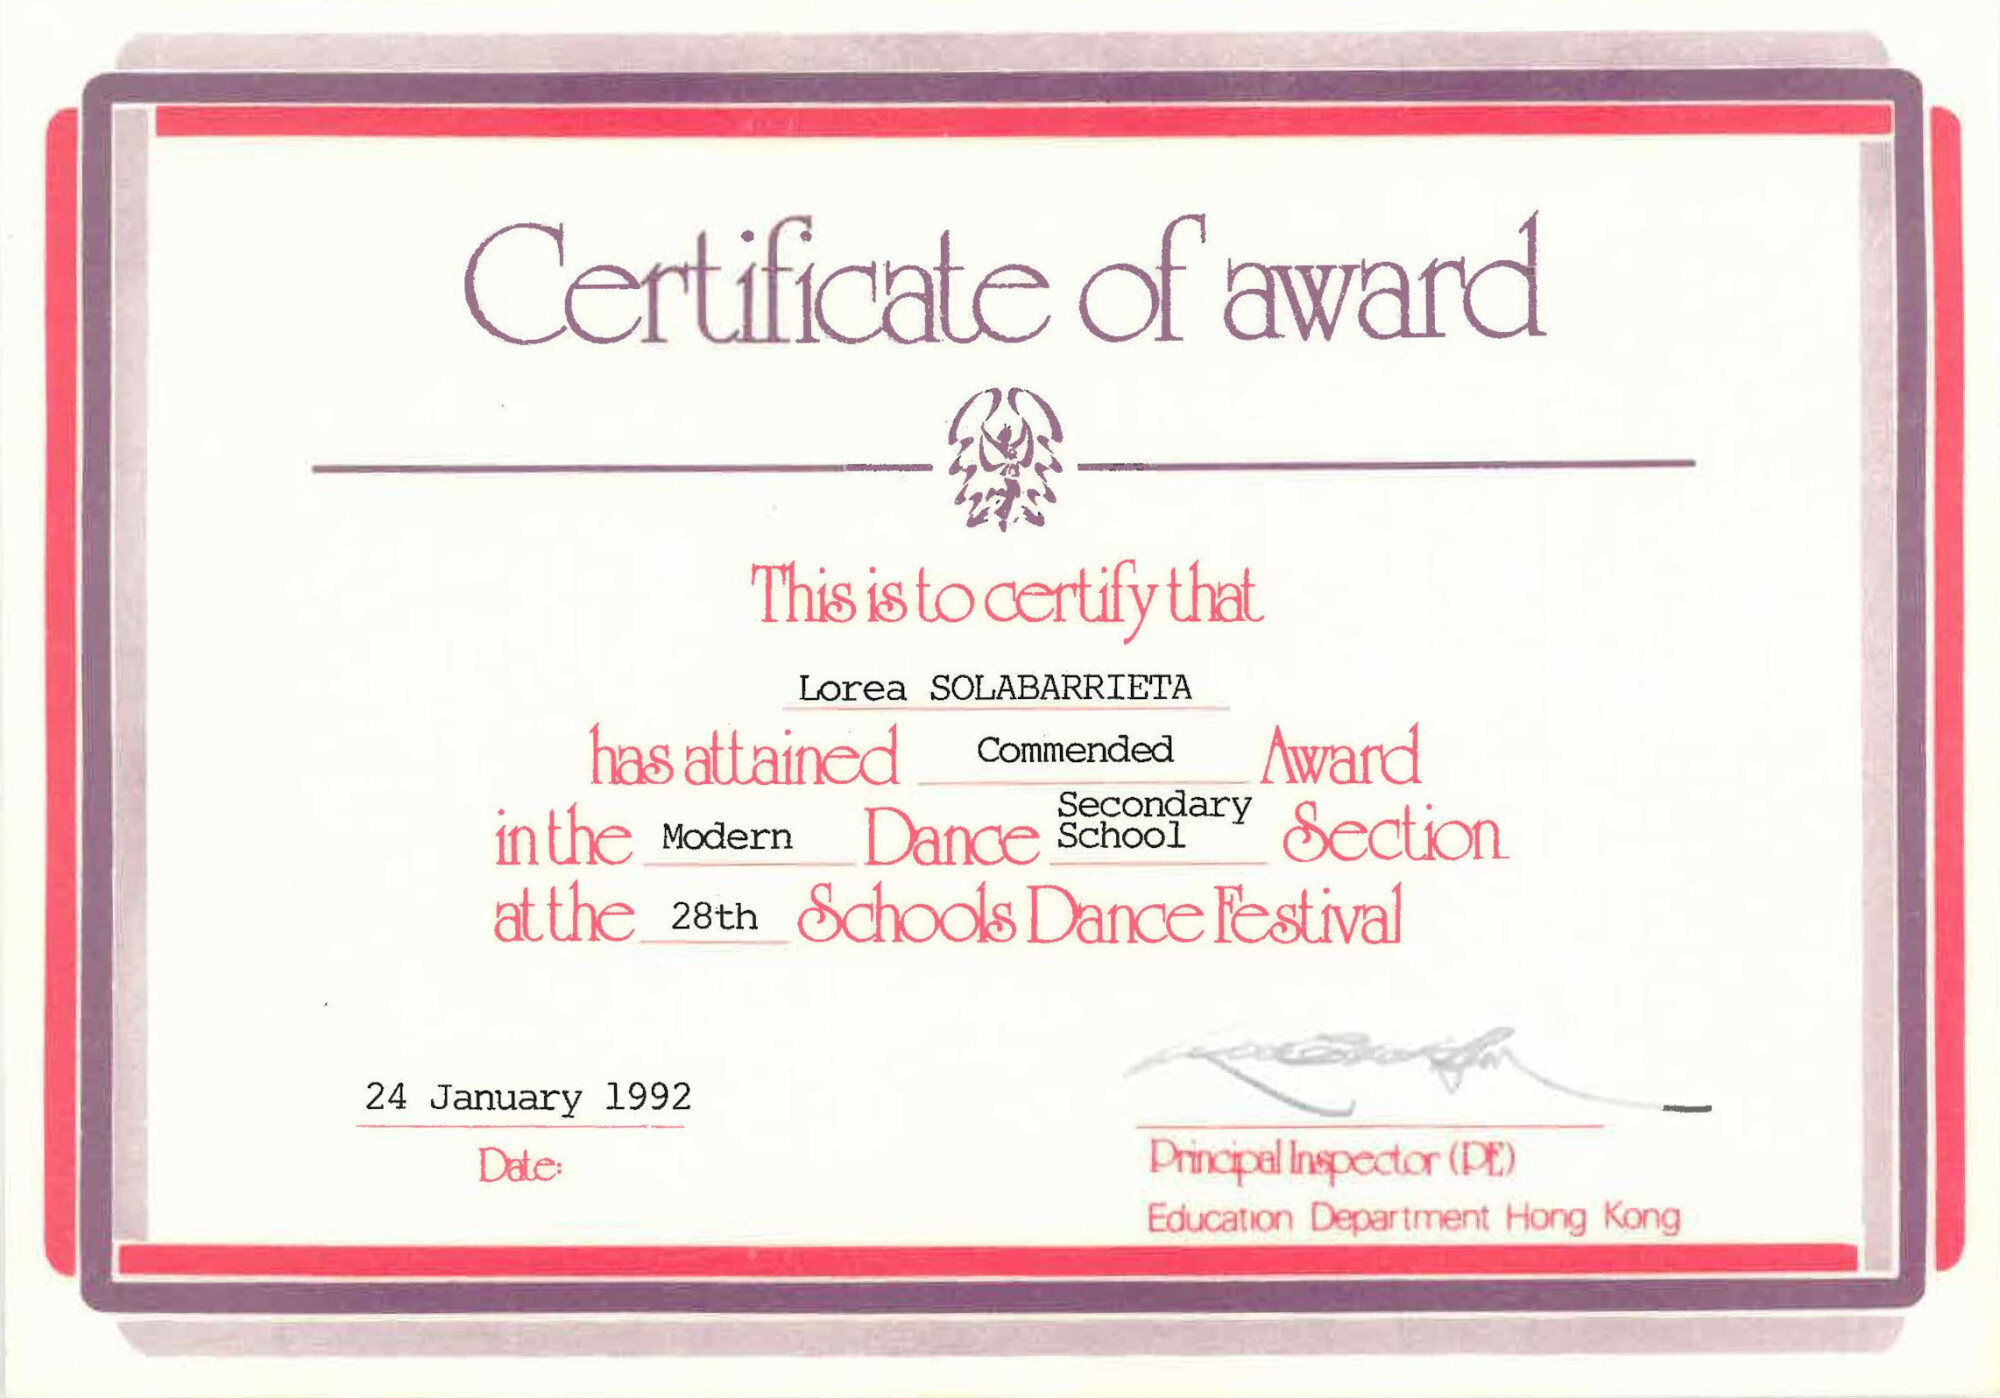 Certificate of award
This is to certify that
Lorea SOLABARRIETA
has attained Commended Award
in the Modern Dance Secondary School Section
at the 28th Schools Dance Festival
24 January 1992
Date:
Principal Inspector (PE)
Education Department Hong Kong